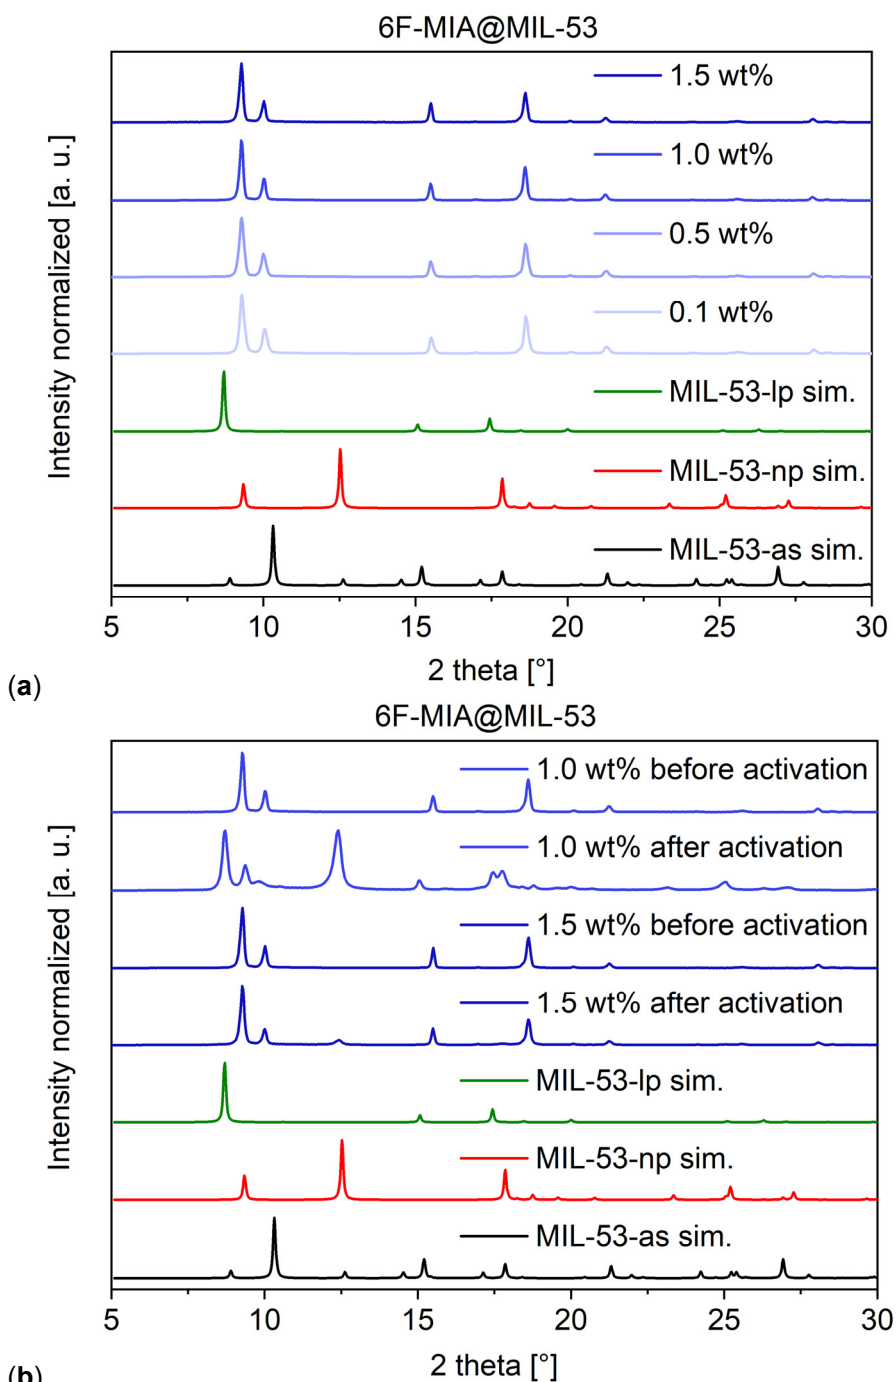 6F-MIA@MIL-53
1.5 wt%
1.0 wt%
0.5 wt%
0.1 wt%
MIL-53-lp sim.
MIL-53-np sim.
MIL-53-as sim.
Intensity normalized [a. u.]
5 10 15 20 25 30
2 theta [°]
(a)
6F-MIA@MIL-53
1.0 wt% before activation
1.0 wt% after activation
1.5 wt% before activation
1.5 wt% after activation
MIL-53-lp sim.
MIL-53-np sim.
MIL-53-as sim.
Intensity normalized [a. u.]
5 10 15 20 25 30
2 theta [°]
(b)